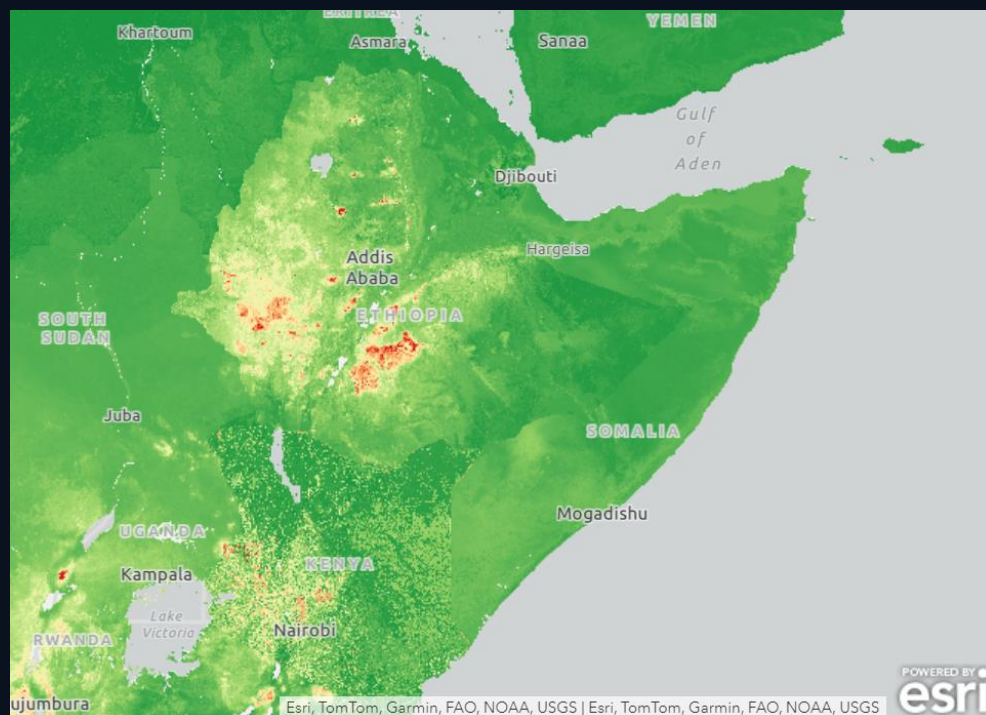 ERITREA
YEMEN
Khartoum
Asmara
Sanaa
Gulf
of
Aden
Djibouti
Hargeisa
Addis
Ababa
ETHIOPIA
SOUTH
SUDAN
Juba
SOMALIA
Mogadishu
UGANDA
KENYA
Kampala
Lake
Victoria
Nairobi
RWANDA
ujumbura
Esri, TomTom, Garmin, FAO, NOAA, USGS | Esri, TomTom, Garmin, FAO, NOAA, USGS
POWERED BY
esri